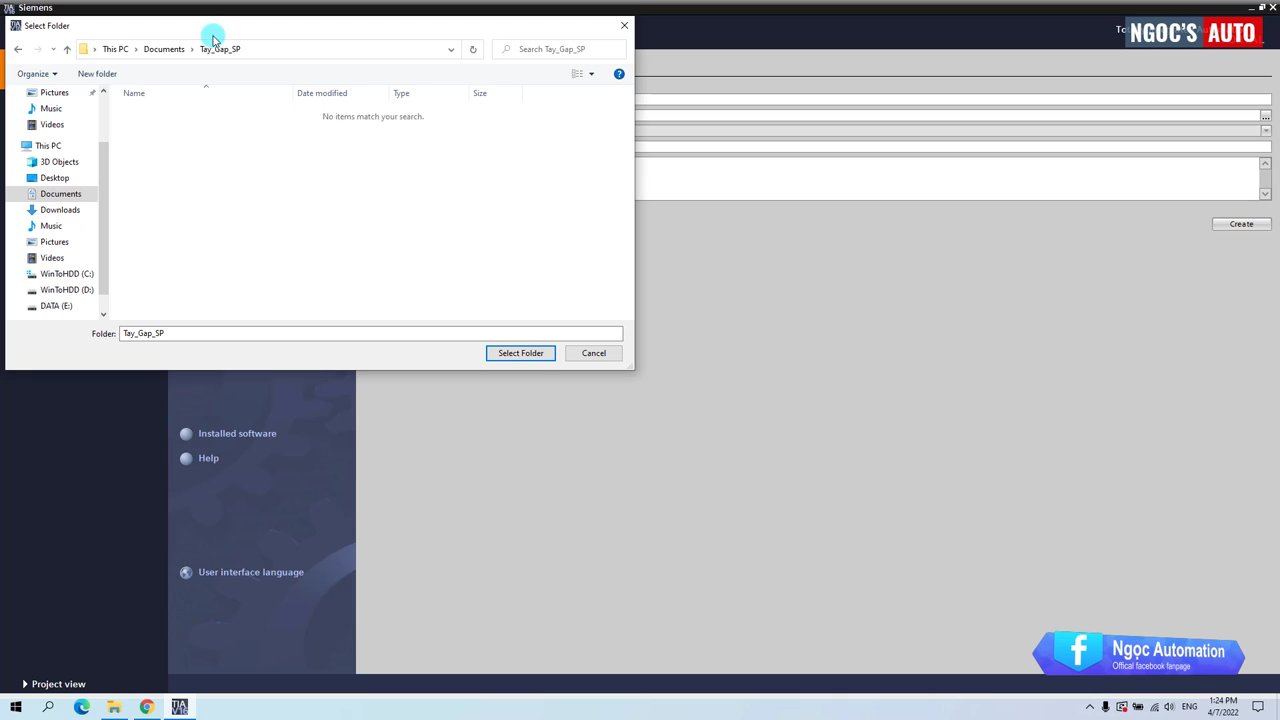 Siemens
Select Folder
This PC
Documents
Tay_Gap_SP
Search Tay_Gap_SP
To
NGOC'S AUTO
Organize
New folder
Name
Date modified
Type
Size
No items match your search.
Pictures
Music
Videos
This PC
3D Objects
Desktop
Documents
Downloads
Music
Pictures
Videos
WinToHDD (C:)
WinToHDD (D:)
DATA (E:)
Folder:
Tay_Gap_SP
Select Folder
Cancel
...
Create
Installed software
Help
User interface language
Project view
Ngọc Automation
Offical facebook fanpage
ENG
1:24 PM
4/7/2022